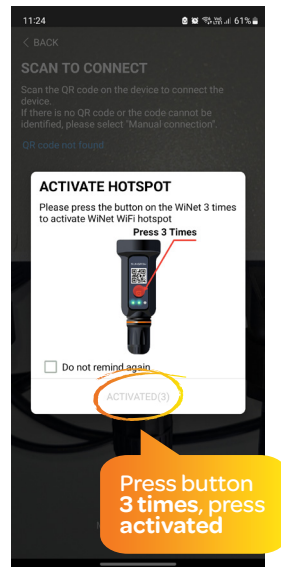 11:24
61%
< BACK
SCAN TO CONNECT
Scan the QR code on the device to connect the
device.
If there is no QR code or the code cannot be
identified, please select "Manual connection".
QR code not found
ACTIVATE HOTSPOT
Please press the button on the WiNet 3 times
to activate WiNet WiFi hotspot
Press 3 Times
Do not remind again
ACTIVATED(3)
Press button
3 times, press
activated